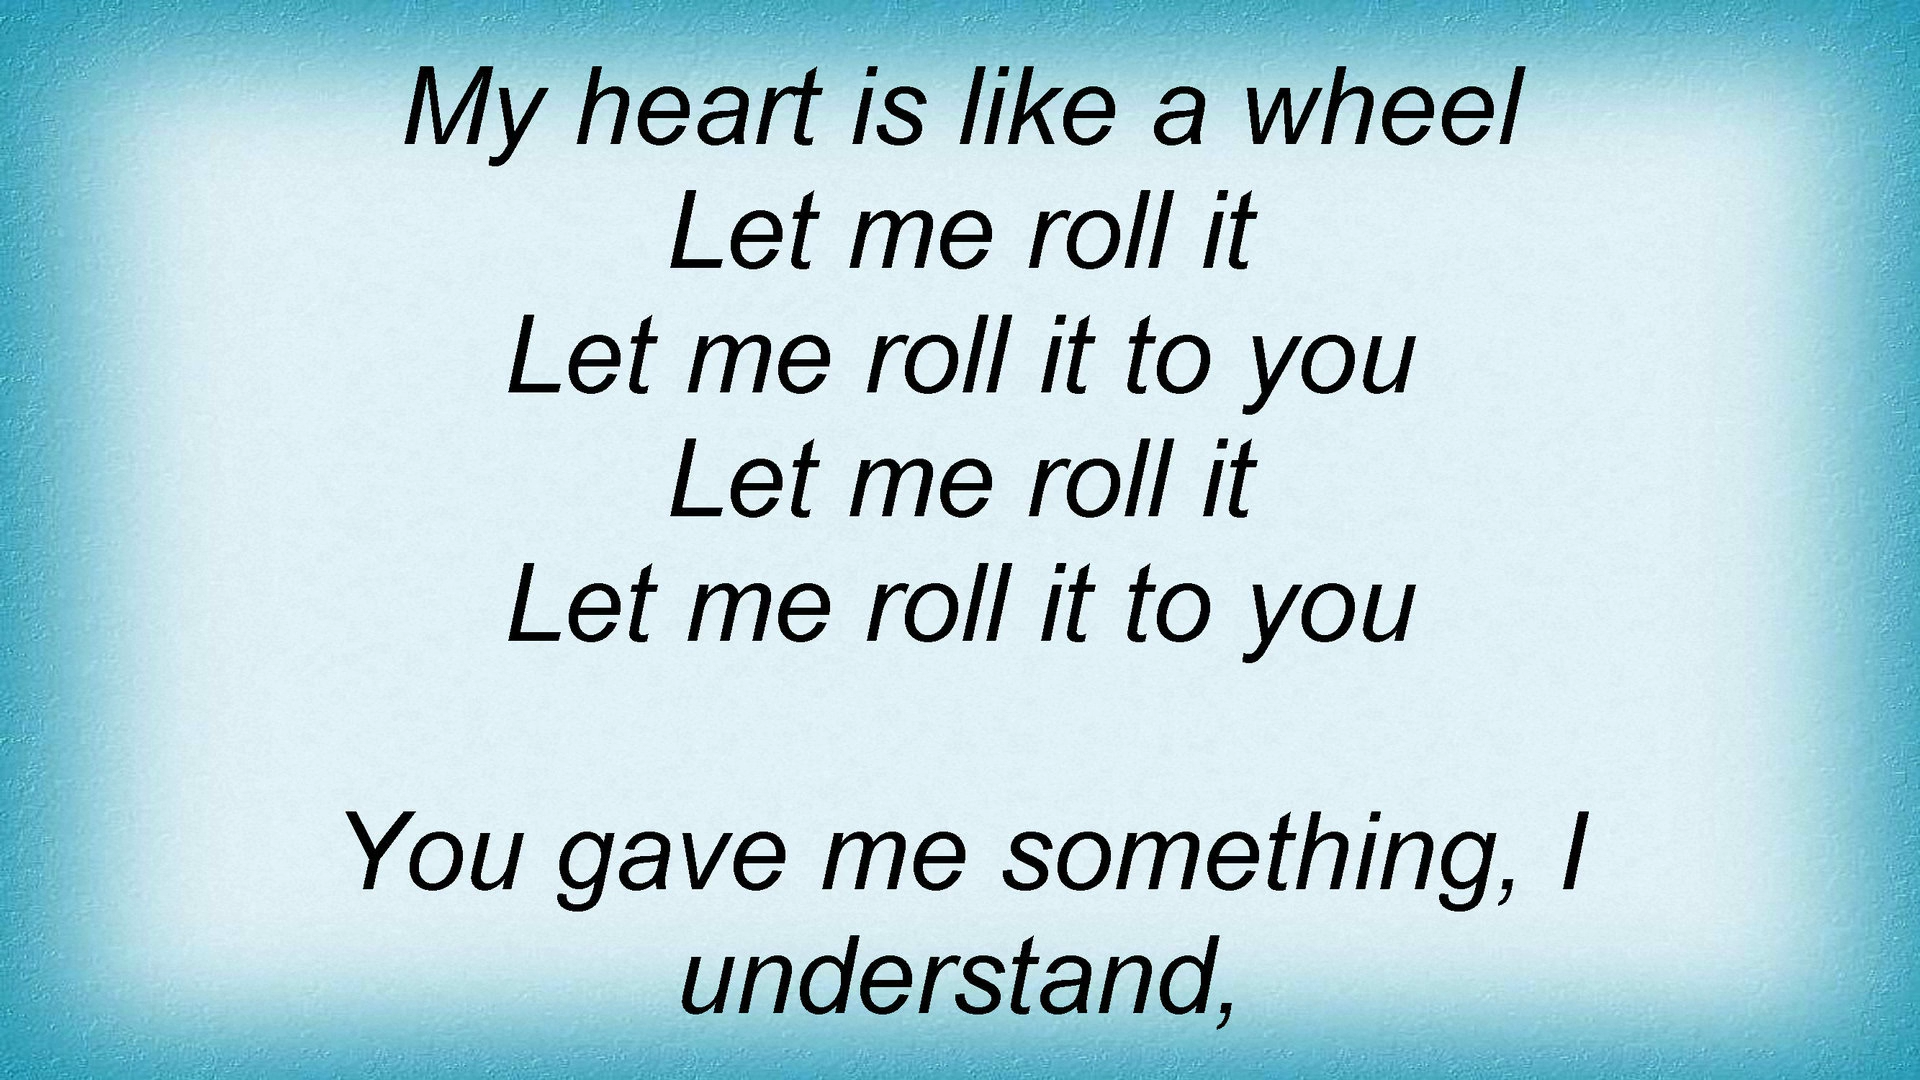 My heart is like a wheel
Let me roll it
Let me roll it to you
Let me roll it
Let me roll it to you
You gave me something, I
understand,